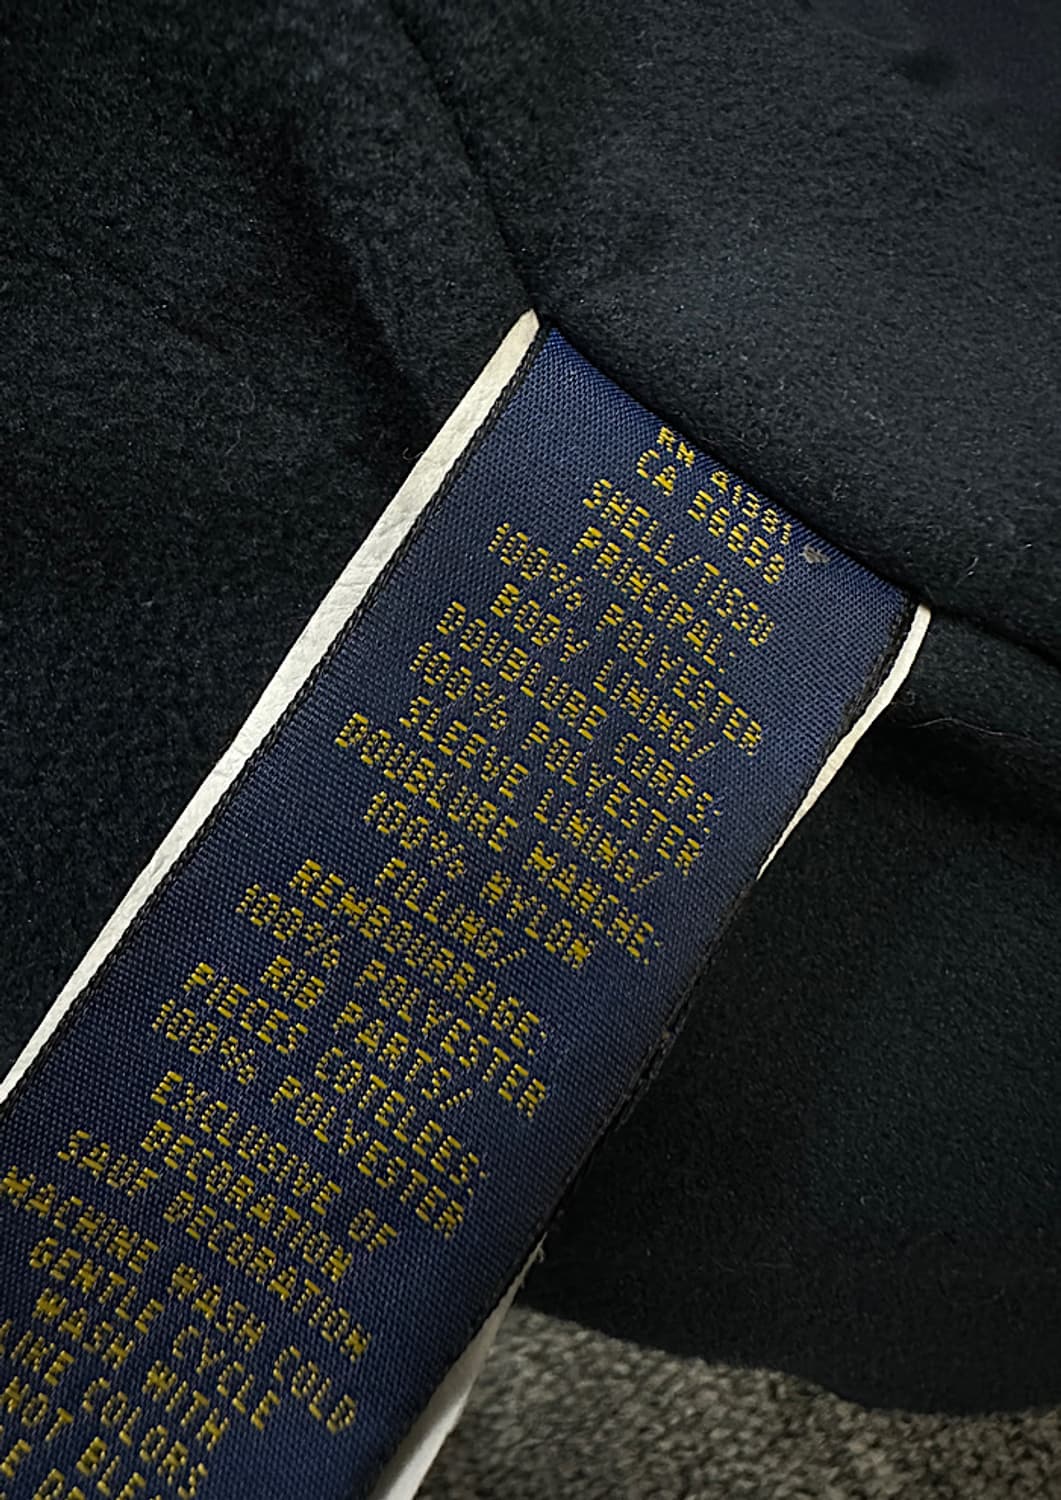 RN 41381
CA 56826
SHELL/TISSU
PRINCIPAL:
100% POLYESTER
BODY LINING/
DOUBLURE CORPS:
100% POLYESTER
SLEEVE LINING/
DOUBLURE MANCHE:
100% NYLON
FILLING/
REMBOURRAGE:
100% POLYESTER
RIB PARTS/
PIECES COTELEES:
100% POLYESTER
EXCLUSIVE OF
DECORATION
SAUF DECORATION
MACHINE WASH COLD
GENTLE CYCLE
WASH WITH
LIKE COLORS
NOT